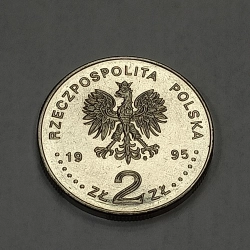 RZECZPOSPOLITA POLSKA
19 95
ZŁ 2 ZŁ